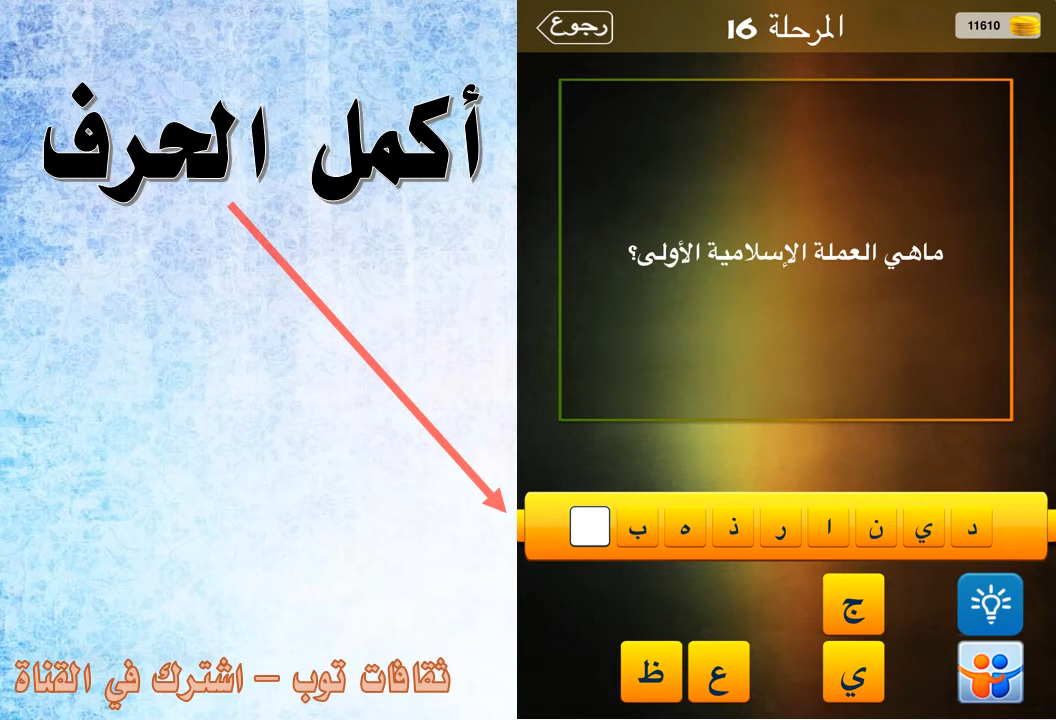 أكمل الحرف
ثقافات توب – اشترك في القناة
رجوع
المرحلة 16
11610
ماهي العملة الإسلامية الأولى؟
د ي ن ا ر ذ ه ب
ج
ظ ع ي